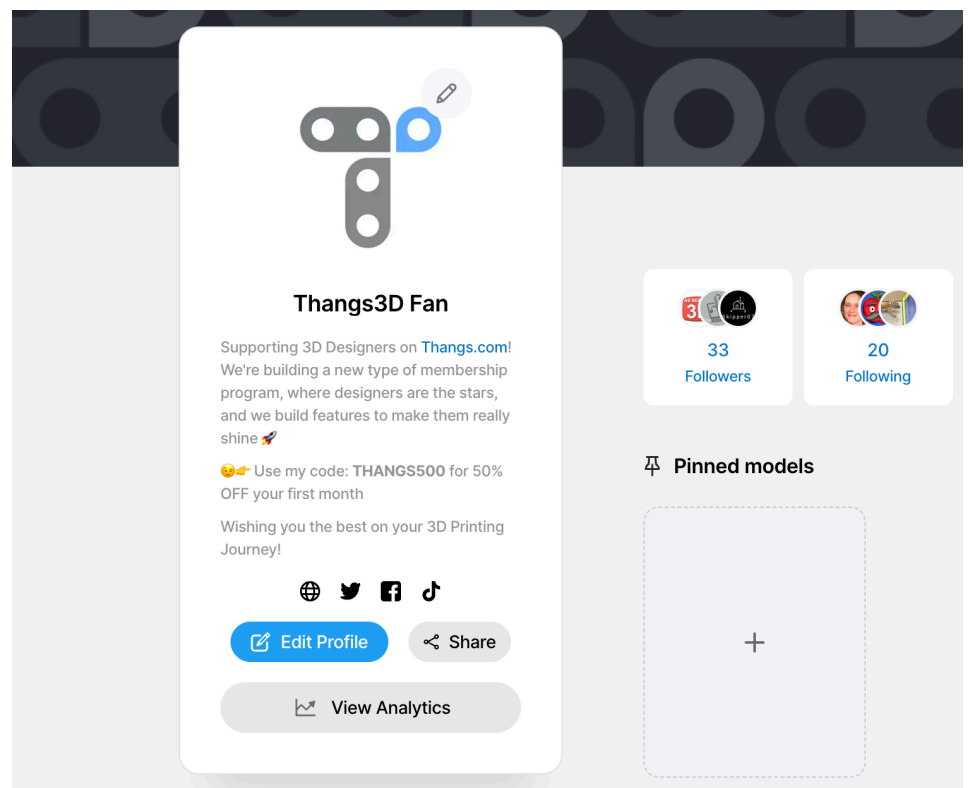 Thangs3D Fan
Supporting 3D Designers on Thangs.com!
We're building a new type of membership
program, where designers are the stars,
and we build features to make them really
shine 🚀
😉👉 Use my code: THANGS500 for 50%
OFF your first month
Wishing you the best on your 3D Printing
Journey!
Edit Profile
Share
View Analytics
33
Followers
20
Following
Pinned models